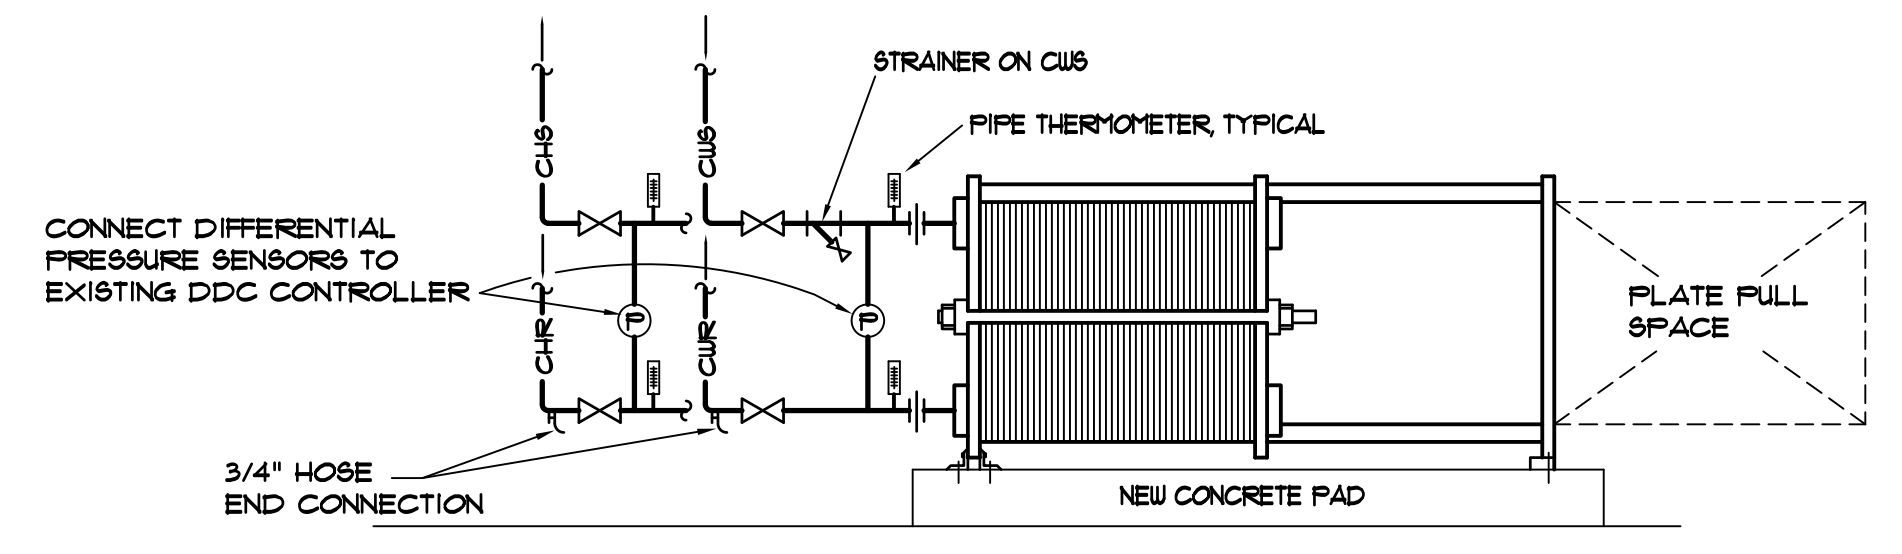 STRAINER ON CWS
PIPE THERMOMETER, TYPICAL
CHS
CWS
CONNECT DIFFERENTIAL
PRESSURE SENSORS TO
EXISTING DDC CONTROLLER
P
P
CHR
CWR
PLATE PULL
SPACE
3/4" HOSE
END CONNECTION
NEW CONCRETE PAD